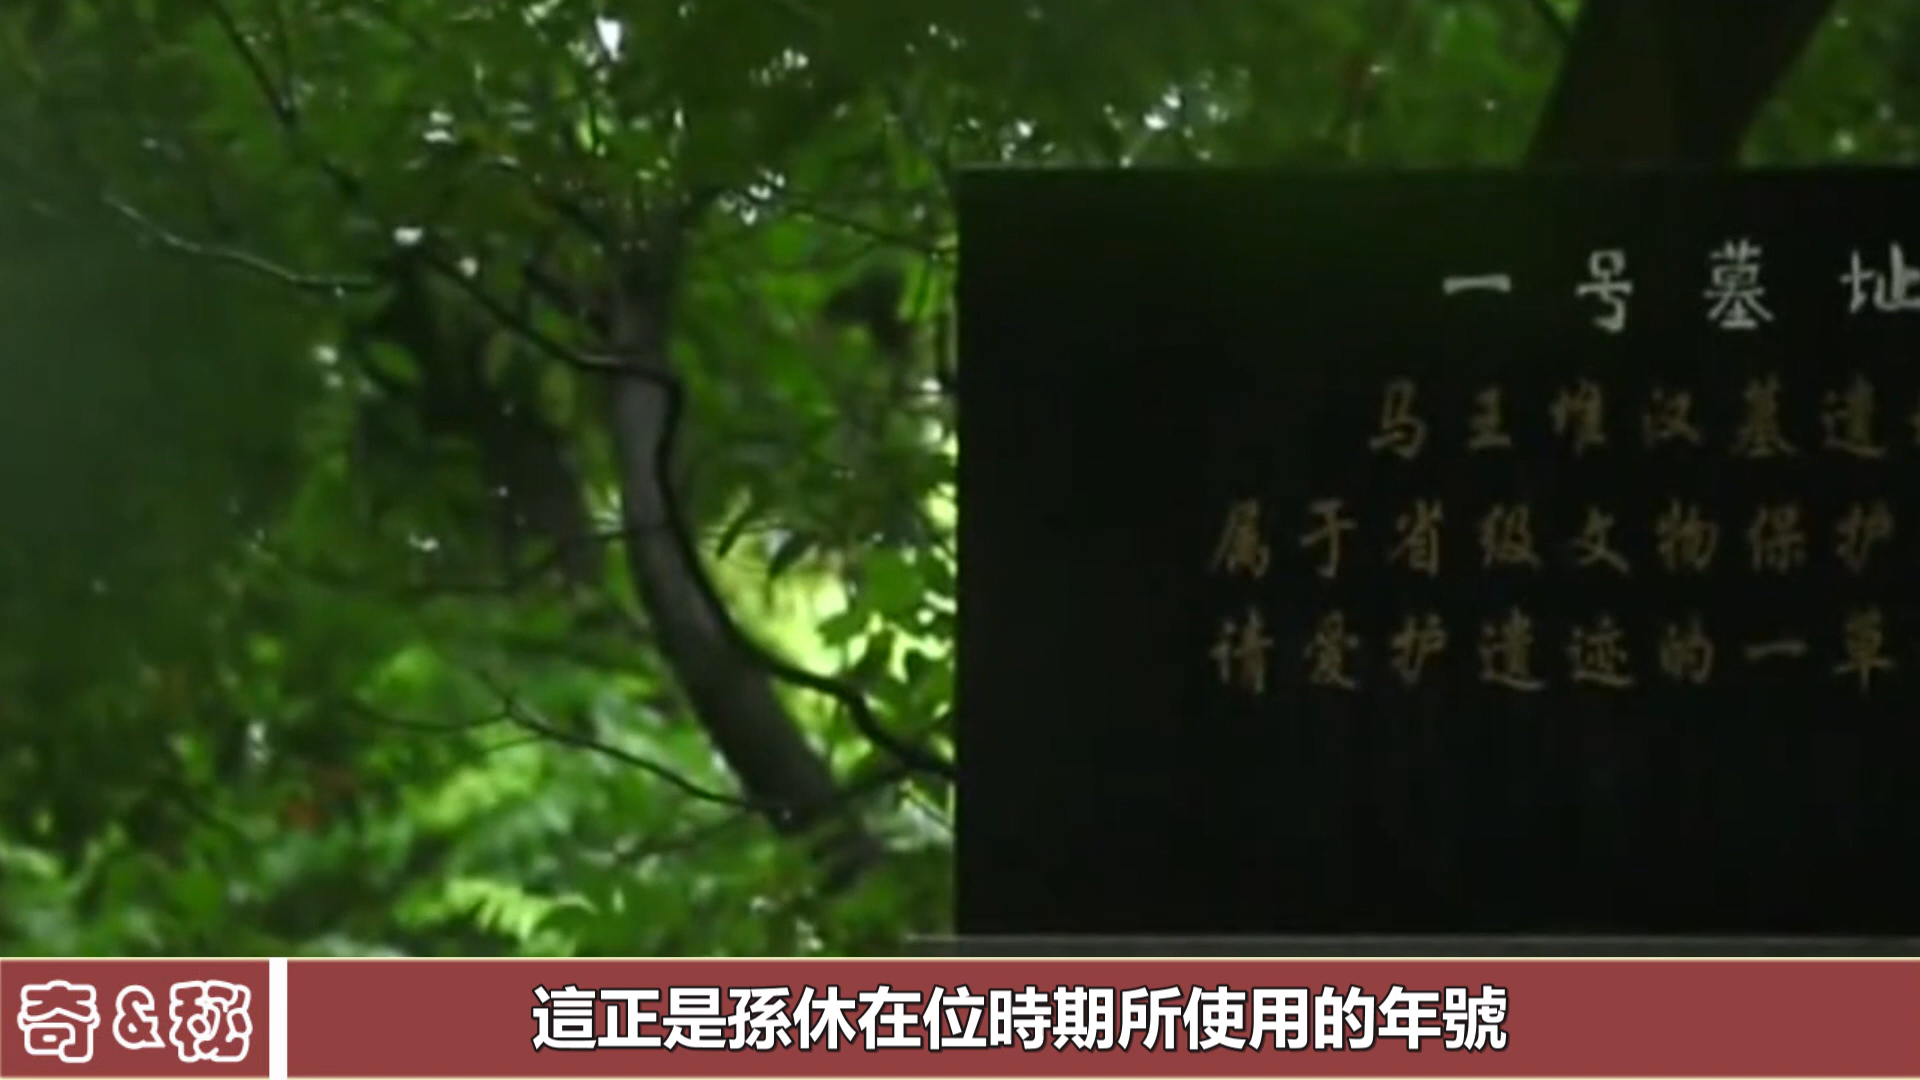 一号墓址
马王堆汉墓遗
属于省级文物保护
请爱护遗迹的一草
奇&秘
這正是孫休在位時期所使用的年號